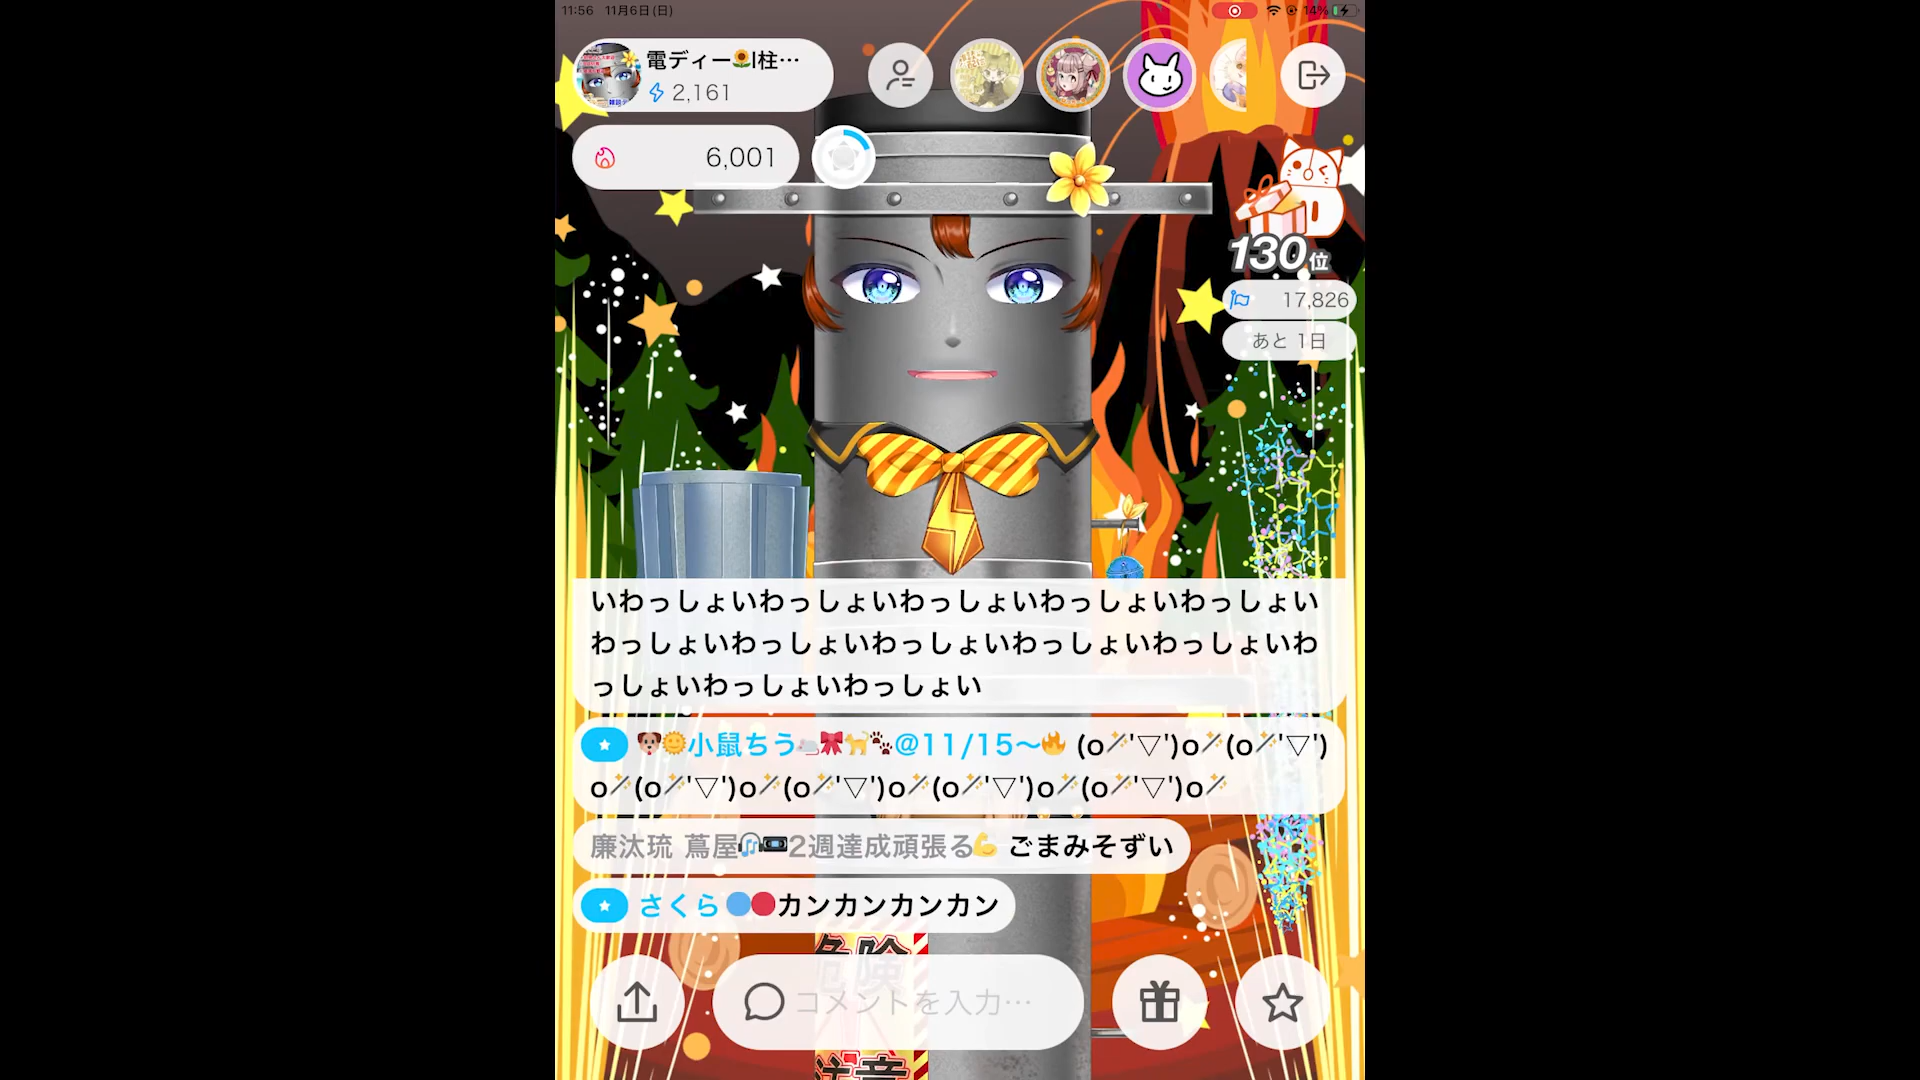 11:56 11月6日(日)
14%
電ディー🌻|柱…
2,161
6,001
130位
17,826
あと 1日
いわっしょいわっしょいわっしょいわっしょいわっしょい
わっしょいわっしょいわっしょいわっしょいわっしょいわ
っしょいわっしょいわっしょい
🐶🌞小鼠ちう🐁🎀🐈🐾@11/15〜🔥 (o🪄'▽')o🪄(o🪄'▽')
o🪄(o🪄'▽')o🪄(o🪄'▽')o🪄(o🪄'▽')o🪄(o🪄'▽')o🪄
廉汰琉 蔦屋🎧📼2週達成頑張る💪 ごまみそずい
さくら🔵🔴カンカンカンカン
危険
コメントを入力…
注意